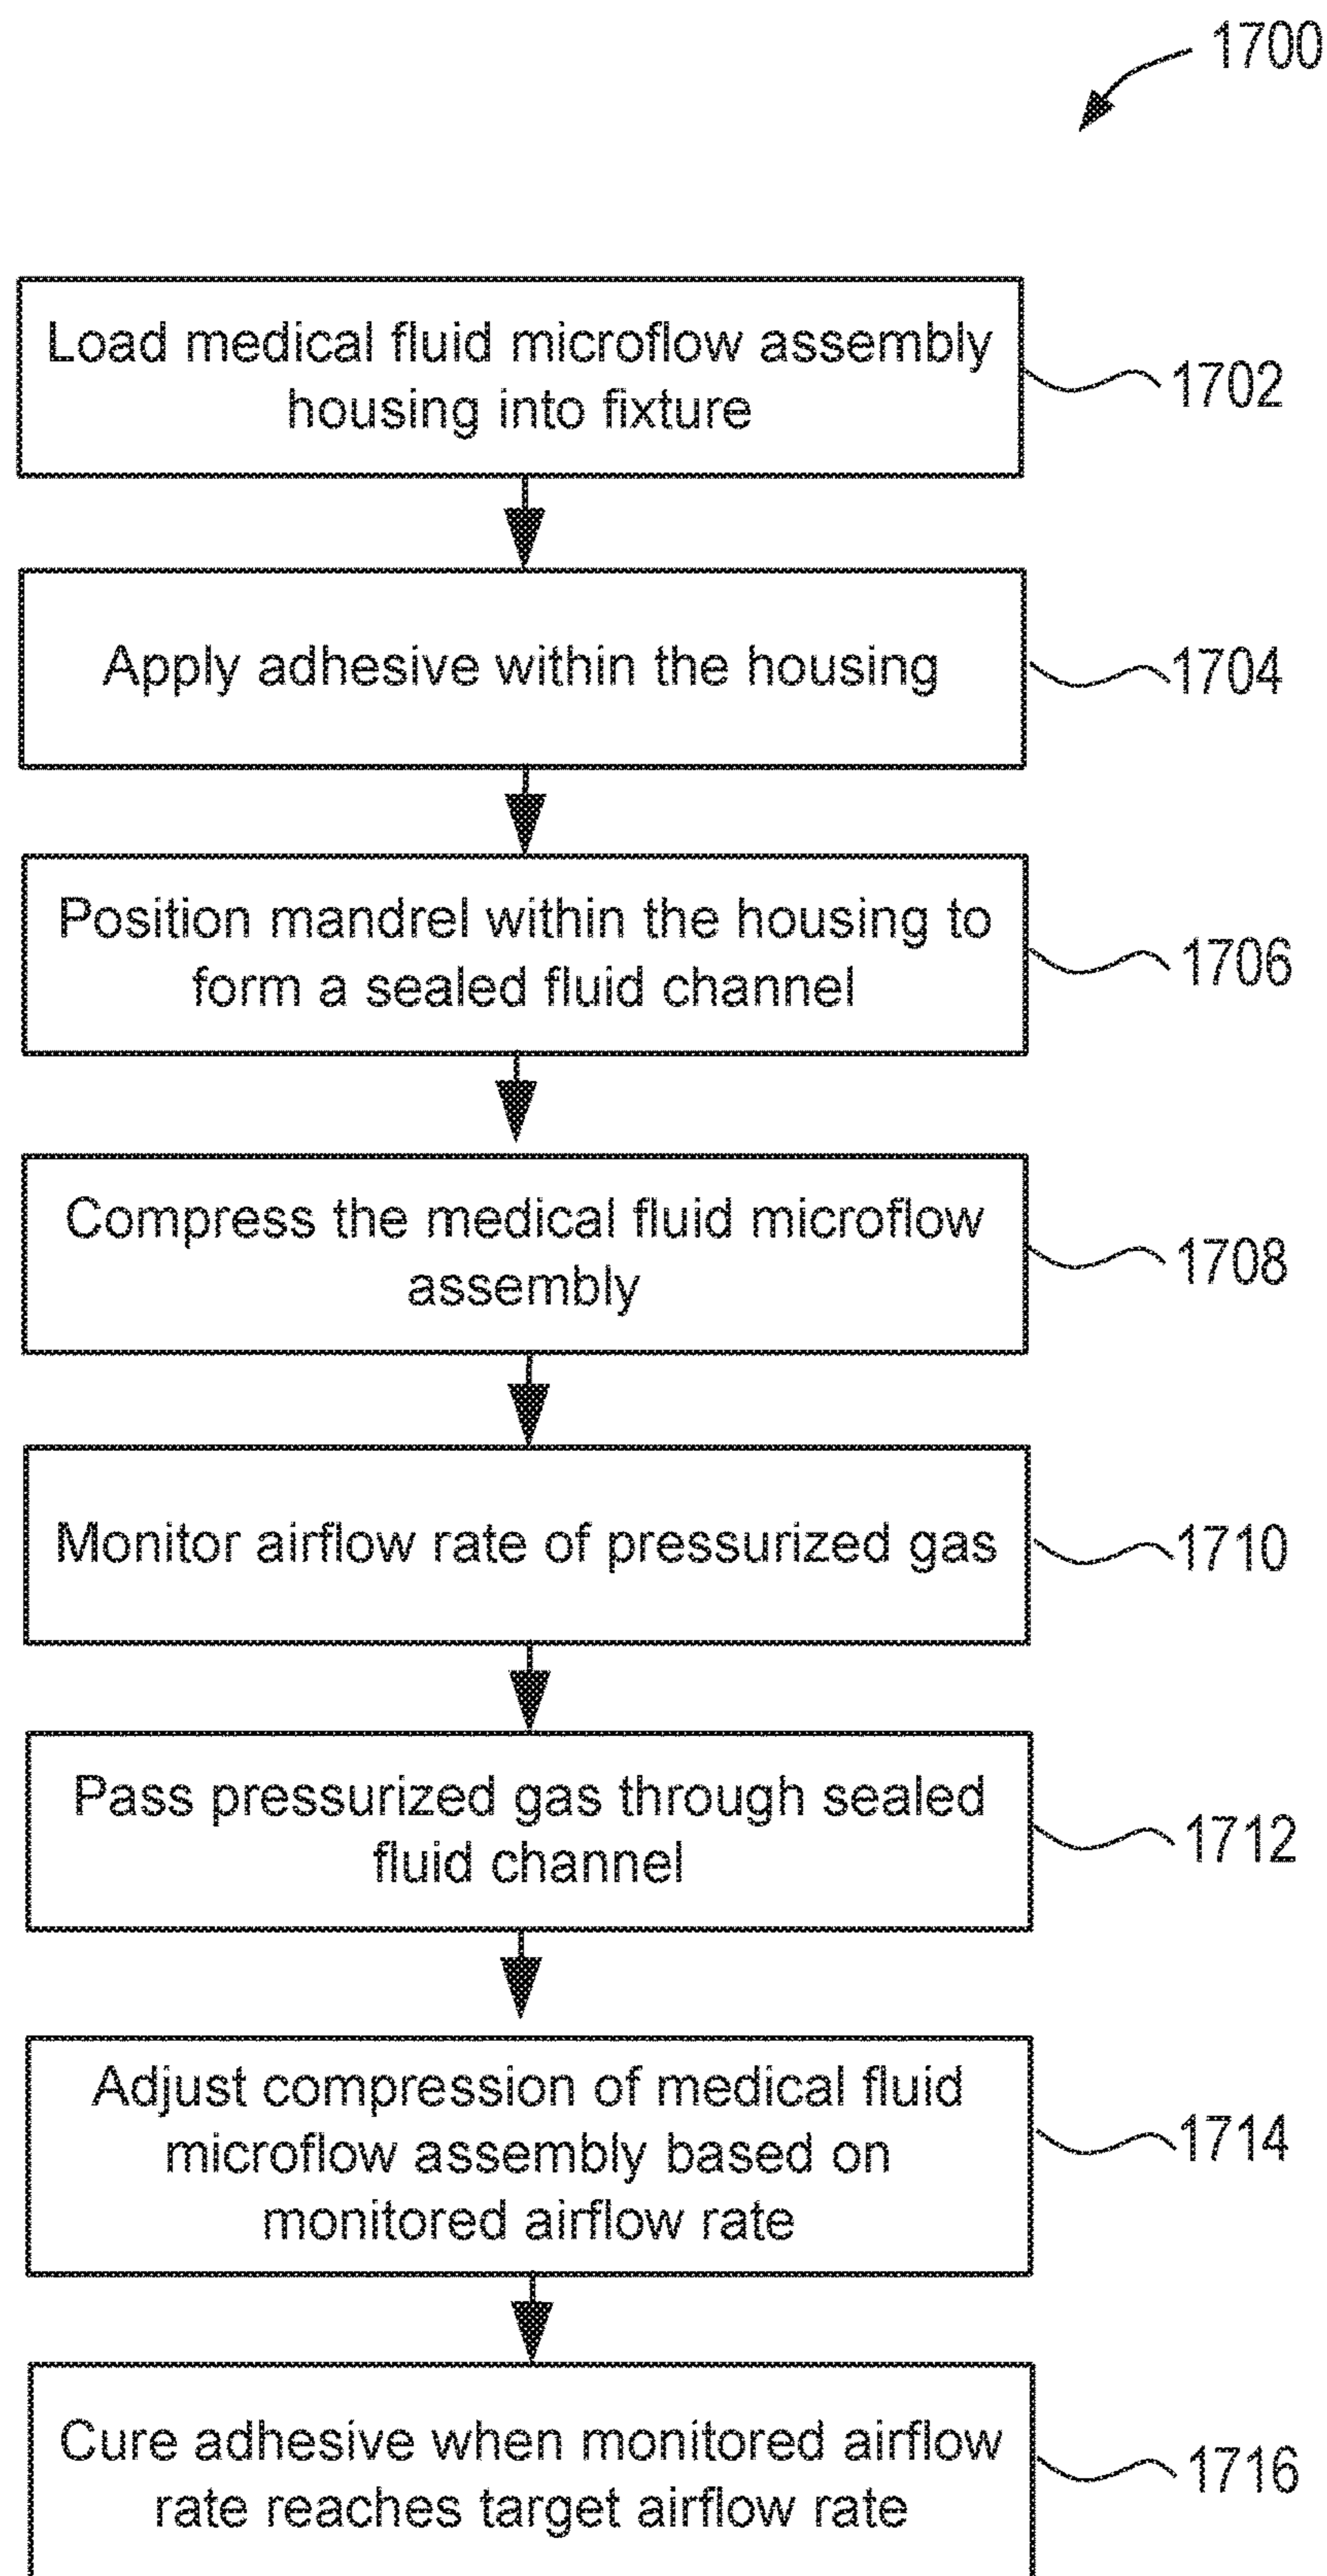 1700
Load medical fluid microflow assembly
housing into fixture
1702
Apply adhesive within the housing
1704
Position mandrel within the housing to
form a sealed fluid channel
1706
Compress the medical fluid microflow
assembly
1708
Monitor airflow rate of pressurized gas
1710
Pass pressurized gas through sealed
fluid channel
1712
Adjust compression of medical fluid
microflow assembly based on
monitored airflow rate
1714
Cure adhesive when monitored airflow
rate reaches target airflow rate
1716